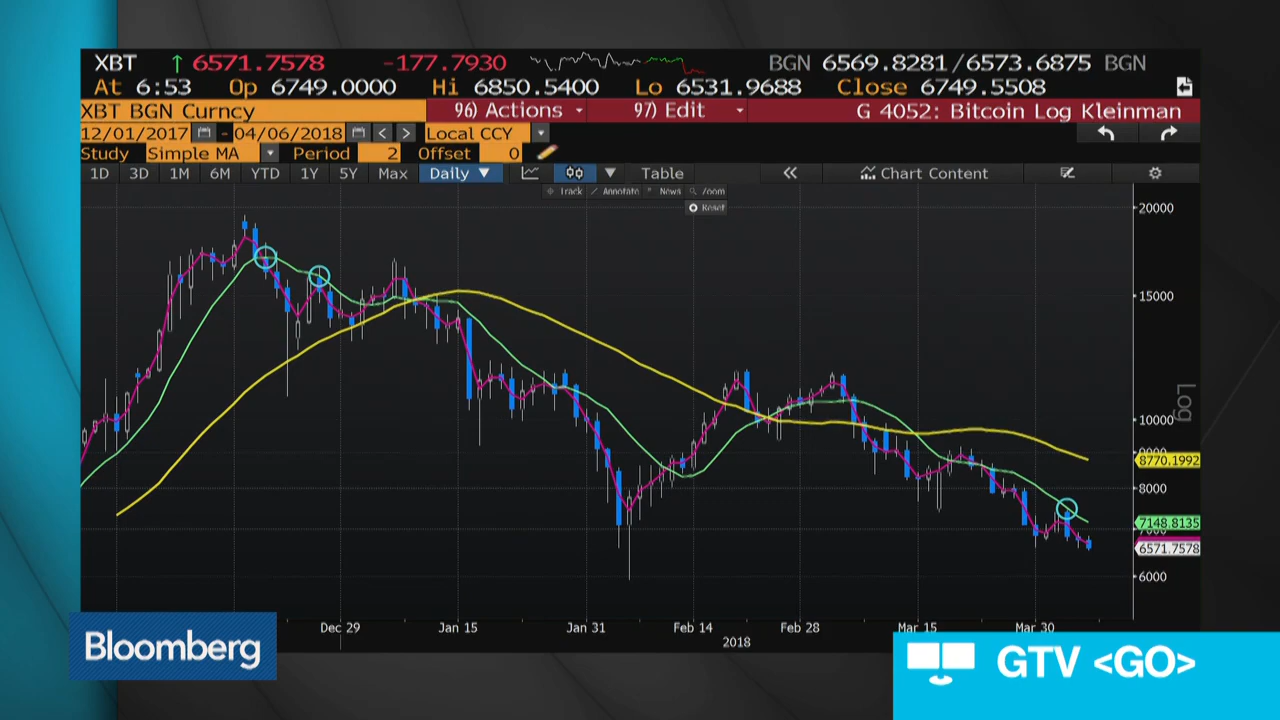 XBT ↑ 6571.7578 -177.7930 BGN 6569.8281/6573.6875 BGN
At 6:53 Op 6749.0000 Hi 6850.5400 Lo 6531.9688 Close 6749.5508
XBT BGN Curncy 96) Actions 97) Edit G 4052: Bitcoin Log Kleinman
12/01/2017 - 04/06/2018 < > Local CCY
Study Simple MA Period 2 Offset 0
1D 3D 1M 6M YTD 1Y 5Y Max Daily ▼ Table « Chart Content
Track Annotate News Zoom
Reset
20000
15000
Log
10000
8770.1992
8000
7148.8135
6571.7578
6000
Dec 29 Jan 15 Jan 31 Feb 14 Feb 28 Mar 15 Mar 30
2018
Bloomberg
GTV <GO>